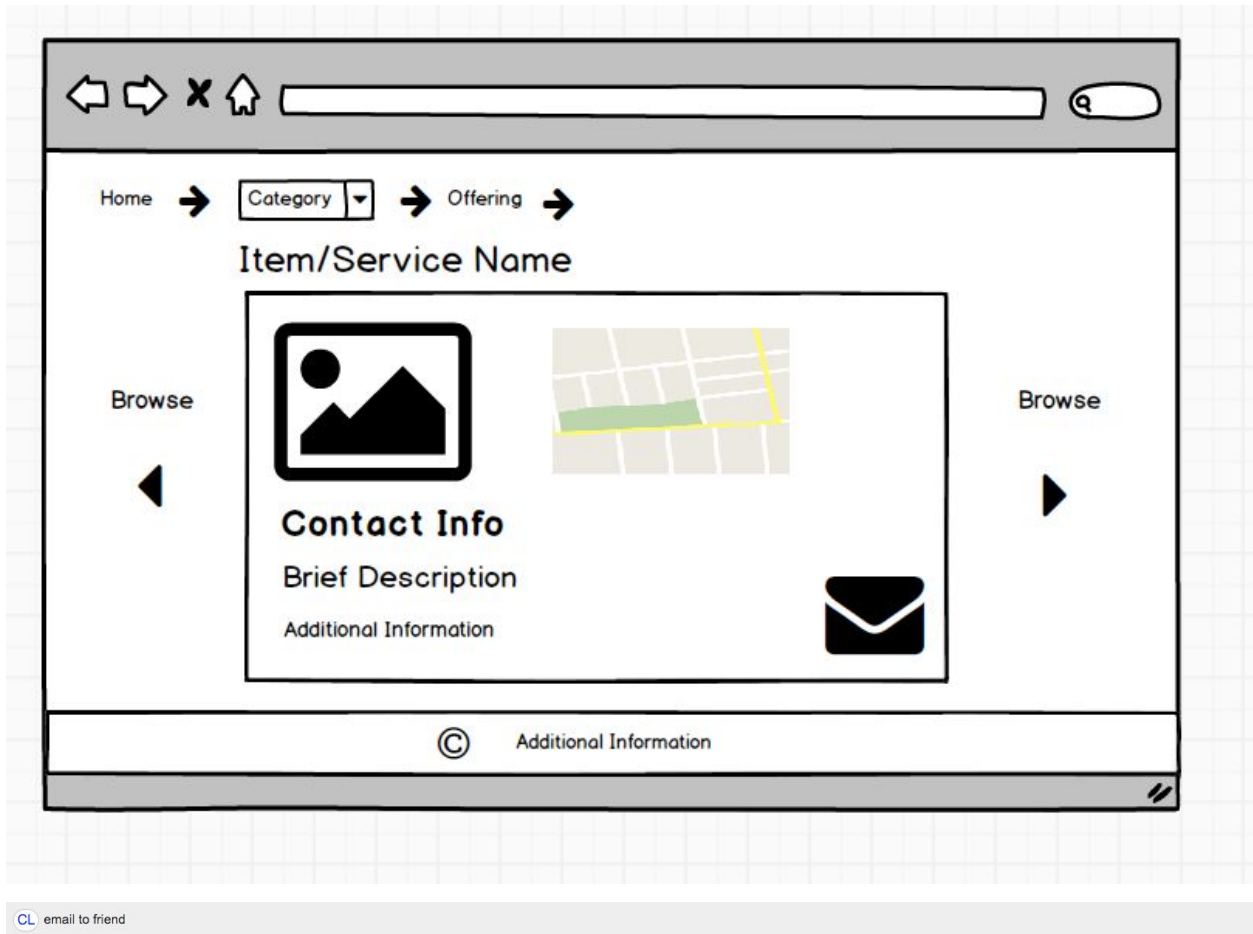 Home Category Offering
Item/Service Name
Browse
Browse
Contact Info
Brief Description
Additional Information
© Additional Information
CL email to friend